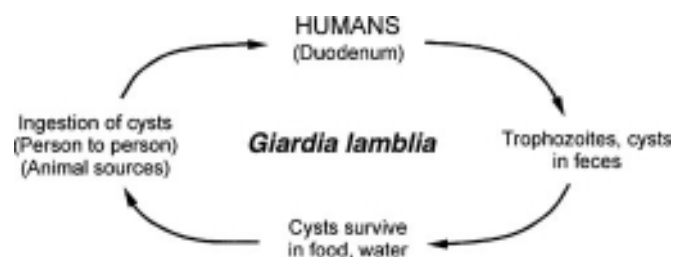 HUMANS
(Duodenum)
Ingestion of cysts
(Person to person)
(Animal sources)
Giardia lamblia
Trophozoites, cysts
in feces
Cysts survive
in food, water